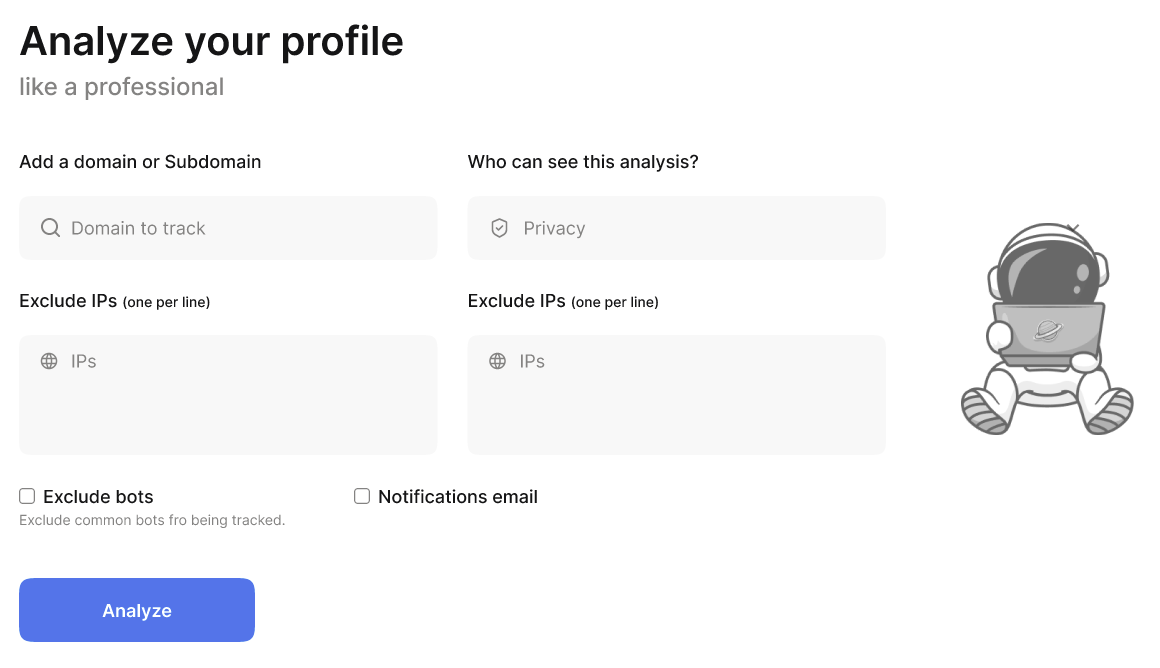 Analyze your profile
like a professional
Add a domain or Subdomain
Who can see this analysis?
Domain to track
Privacy
Exclude IPs (one per line)
Exclude IPs (one per line)
IPs
IPs
Exclude bots
Notifications email
Exclude common bots fro being tracked.
Analyze